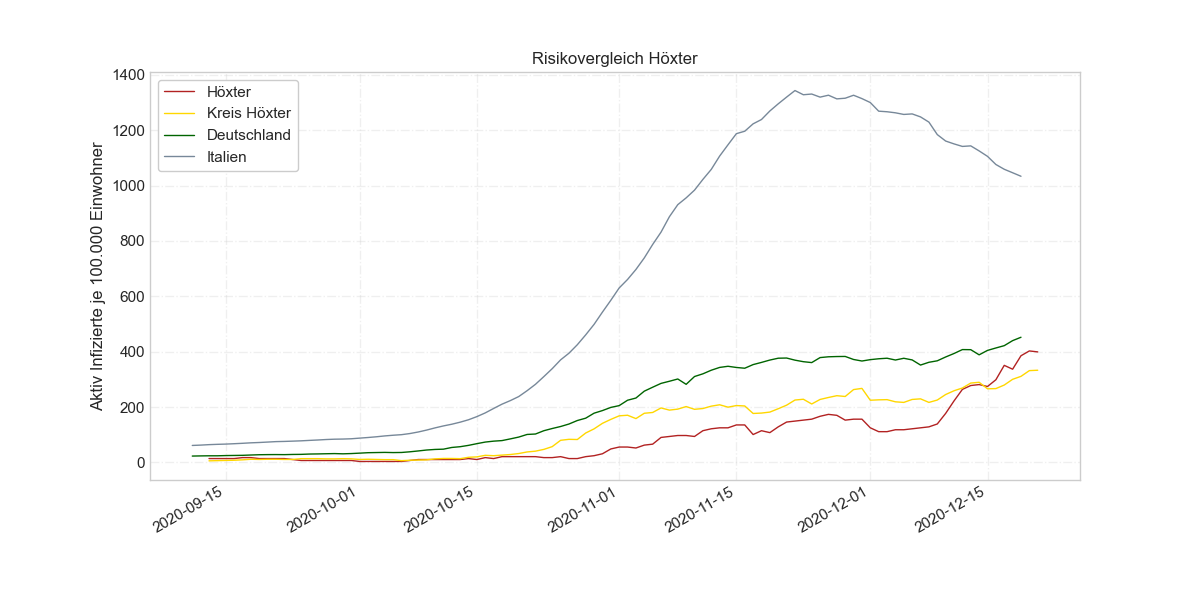 Risikovergleich Höxter
Höxter
Kreis Höxter
Deutschland
Italien
Aktiv Infizierte je 100.000 Einwohner
1400
1200
1000
800
600
400
200
0
2020-09-15
2020-10-01
2020-10-15
2020-11-01
2020-11-15
2020-12-01
2020-12-15